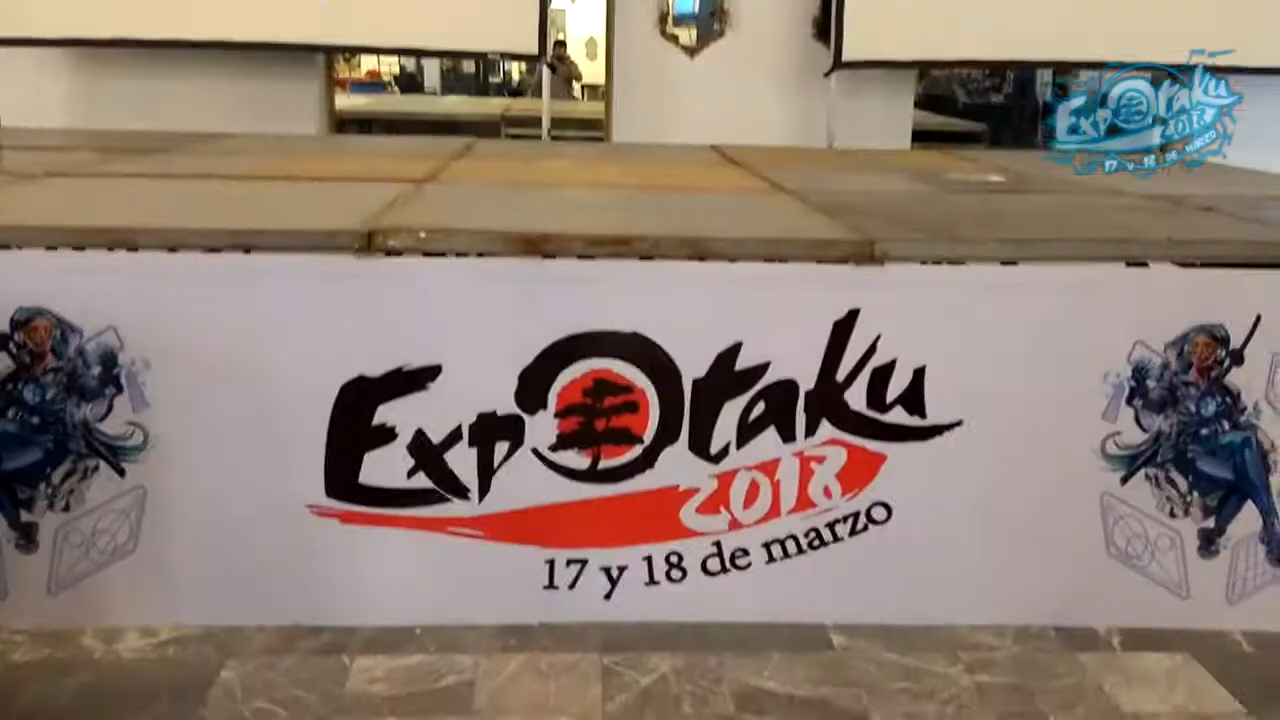 ExpOtaku
2018
17 y 18 DE MARZO
ExpOtaku
2018
17 y 18 de marzo